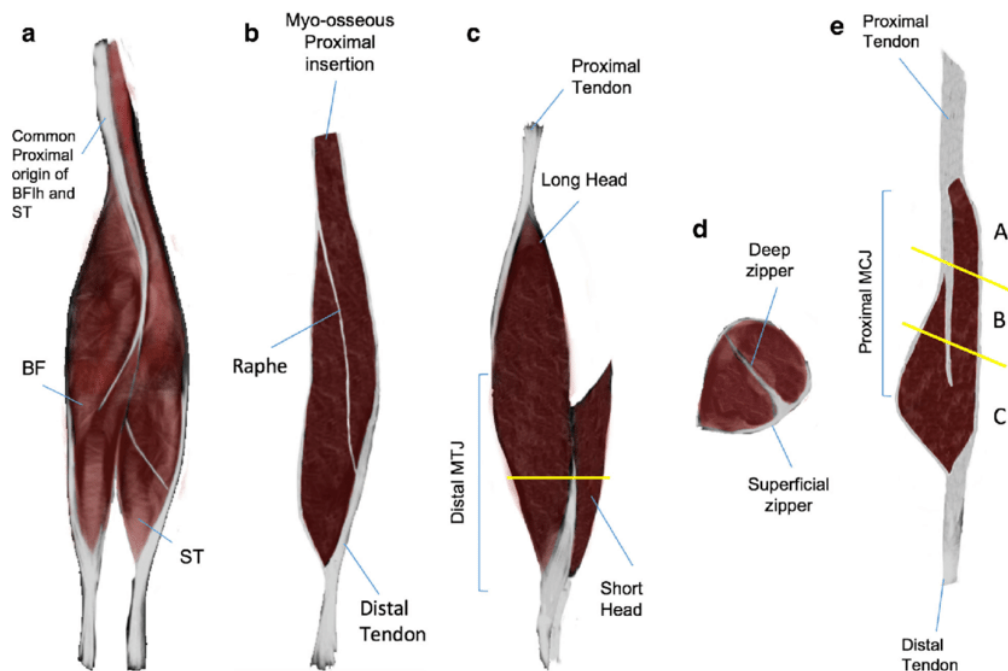 a
Common
Proximal
origin of
BFlh and
ST
BF
ST
b
Myo-osseous
Proximal
insertion
Raphe
Distal
Tendon
c
Proximal
Tendon
Long Head
Distal MTJ
Short
Head
d
Deep
zipper
Superficial
zipper
e
Proximal
Tendon
Proximal MCJ
A
B
C
Distal
Tendon